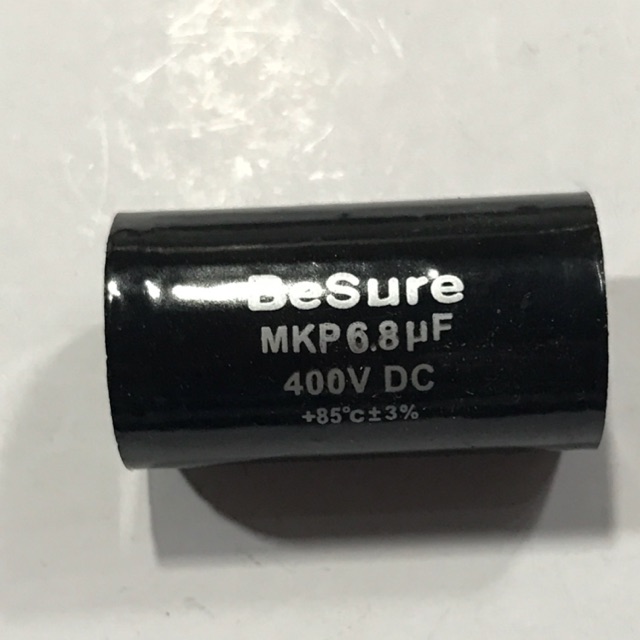 BeSure
MKP 6.8µF
400V DC
+85°c±3%